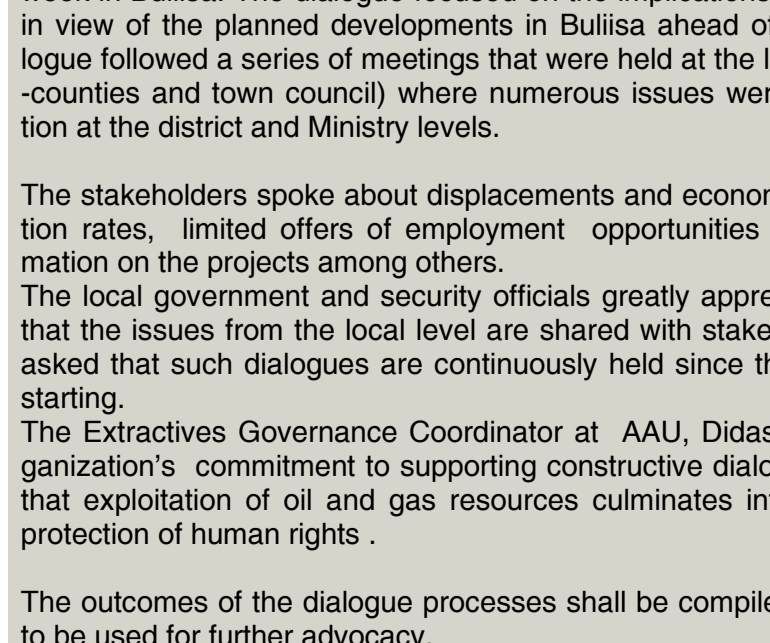 week in Buliisa. The dialogue focused on the implications
in view of the planned developments in Buliisa ahead of
logue followed a series of meetings that were held at the l
-counties and town council) where numerous issues wer
tion at the district and Ministry levels.
The stakeholders spoke about displacements and econor
tion rates, limited offers of employment opportunities
mation on the projects among others.
The local government and security officials greatly appre
that the issues from the local level are shared with stake
asked that such dialogues are continuously held since th
starting.
The Extractives Governance Coordinator at AAU, Didas
ganization's commitment to supporting constructive dialo
that exploitation of oil and gas resources culminates in
protection of human rights .
The outcomes of the dialogue processes shall be compile
to be used for further advocacy.